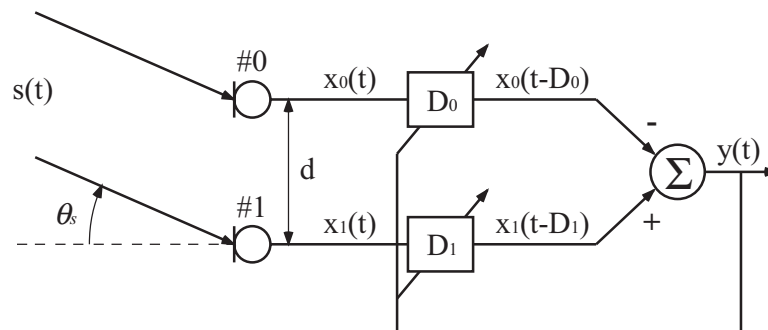 #0
s(t)
x0(t)
D0
x0(t-D0)
-
d
Σ
y(t)
+
θs
#1
x1(t)
D1
x1(t-D1)